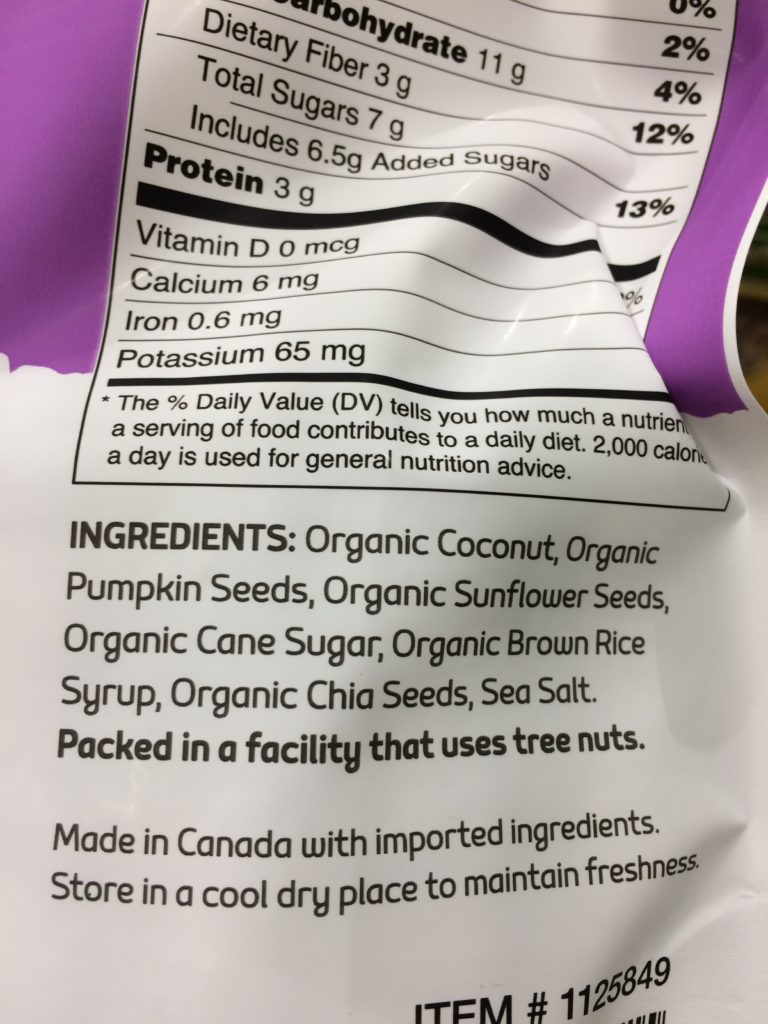 0%
2%
Carbohydrate 11 g 4%
Dietary Fiber 3 g 12%
Total Sugars 7 g
Includes 6.5g Added Sugars 13%
Protein 3 g
Vitamin D 0 mcg
Calcium 6 mg
Iron 0.6 mg
Potassium 65 mg
* The % Daily Value (DV) tells you how much a nutrien
a serving of food contributes to a daily diet. 2,000 calorie
a day is used for general nutrition advice.
INGREDIENTS: Organic Coconut, Organic
Pumpkin Seeds, Organic Sunflower Seeds,
Organic Cane Sugar, Organic Brown Rice
Syrup, Organic Chia Seeds, Sea Salt.
Packed in a facility that uses tree nuts.
Made in Canada with imported ingredients.
Store in a cool dry place to maintain freshness.
ITEM # 1125849